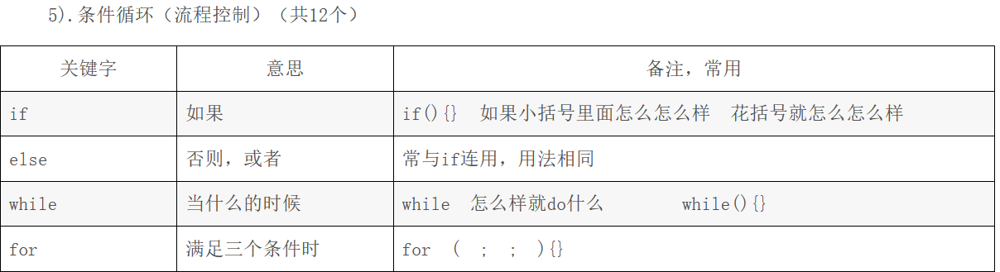 5).条件循环（流程控制）（共12个）
关键字 意思 备注，常用
if 如果 if(){} 如果小括号里面怎么怎么样 花括号就怎么怎么样
else 否则，或者 常与if连用，用法相同
while 当什么的时候 while 怎么样就do什么 while(){}
for 满足三个条件时 for ( ; ; ){}